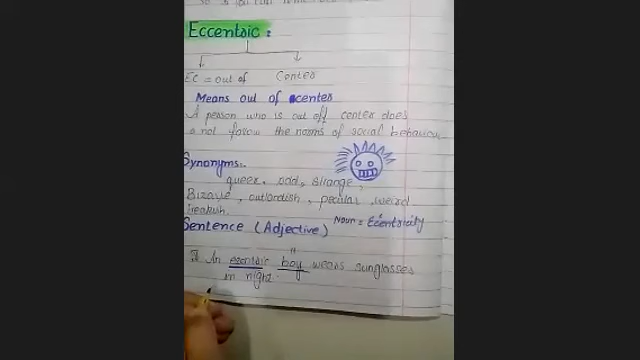 Eccentric :
EC = out of Center
Means out of center
A person who is out off center does
not follow the norms of social behaviour
Synonyms:-
queer, odd, strange,
Bizarre, outlandish, peculiar, weird
freakish.
Noun = Eccentricity
Sentence (Adjective)
An eccentric boy wears sunglasses
in night.